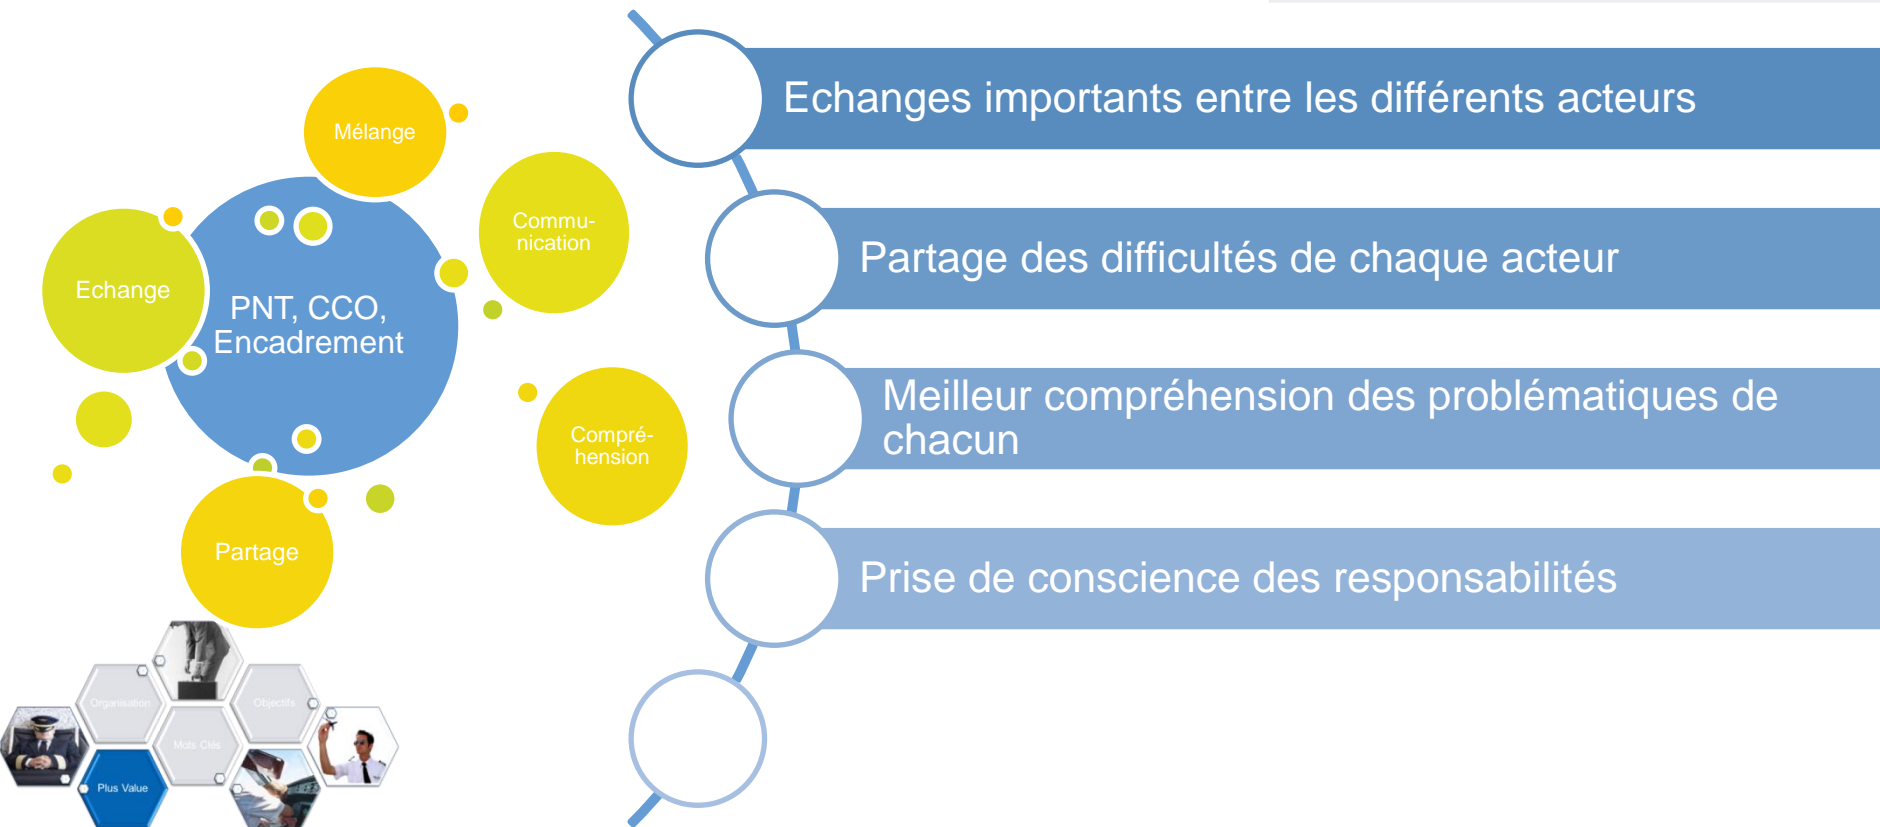 Mélange
Commu-
nication
Echange
PNT, CCO,
Encadrement
Compré-
hension
Partage
Echanges importants entre les différents acteurs
Partage des difficultés de chaque acteur
Meilleur compréhension des problématiques de
chacun
Prise de conscience des responsabilités
Organisation
Objectifs
Mots Clés
Plus Value